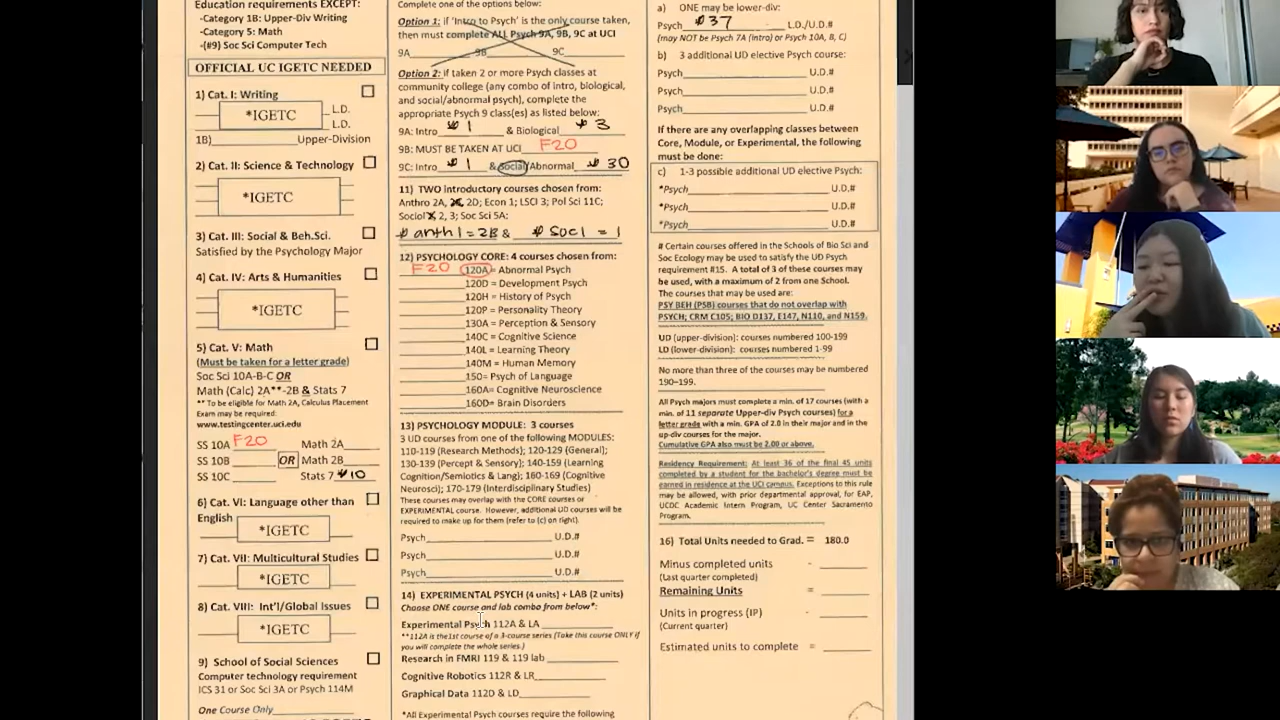 Education requirements EXCEPT:
-Category 1B: Upper-Div Writing
-Category 5: Math
-(#9) Soc Sci Computer Tech
OFFICIAL UC IGETC NEEDED
1) Cat. I: Writing
*IGETC
L.D.
L.D.
1B) Upper-Division
2) Cat. II: Science & Technology
*IGETC
3) Cat. III: Social & Beh.Sci.
Satisfied by the Psychology Major
4) Cat. IV: Arts & Humanities
*IGETC
5) Cat. V: Math
(Must be taken for a letter grade)
Soc Sci 10A-B-C OR
Math (Calc) 2A**-2B & Stats 7
** To be eligible for Math 2A, Calculus Placement
Exam may be required:
www.testingcenter.uci.edu
SS 10A F20 Math 2A
SS 10B OR Math 2B
SS 10C Stats 7 *10
6) Cat. VI: Language other than
English
*IGETC
7) Cat. VII: Multicultural Studies
*IGETC
8) Cat. VIII: Int'l/Global Issues
*IGETC
9) School of Social Sciences
Computer technology requirement
ICS 31 or Soc Sci 3A or Psych 114M
One Course Only
Complete one of the options below:
Option 1: if 'Intro to Psych' is the only course taken,
then must complete ALL Psych 9A, 9B, 9C at UCI
9A 9B 9C
Option 2: if taken 2 or more Psych classes at
community college (any combo of intro, biological,
and social/abnormal psych), complete the
appropriate Psych 9 class(es) as listed below:
9A: Intro * 1 & Biological * 3
9B: MUST BE TAKEN AT UCI F20
9C: Intro * 1 & Social/Abnormal * 30
11) TWO introductory courses chosen from:
Anthro 2A, 2D; Econ 1; LSCI 3; Pol Sci 11C;
Sociol 2, 3; Soc Sci 5A:
* anth 1 = 2B & * soc 1 = 1
12) PSYCHOLOGY CORE: 4 courses chosen from:
F20 120A = Abnormal Psych
120D = Development Psych
120H = History of Psych
120P = Personality Theory
130A = Perception & Sensory
140C = Cognitive Science
140L = Learning Theory
140M = Human Memory
150= Psych of Language
160A= Cognitive Neuroscience
160D= Brain Disorders
13) PSYCHOLOGY MODULE: 3 courses
3 UD courses from one of the following MODULES:
110-119 (Research Methods); 120-129 (General);
130-139 (Percept & Sensory); 140-159 (Learning
Cognition/Semiotics & Lang); 160-169 (Cognitive
Neurosci); 170-179 (Interdisciplinary Studies)
These courses may overlap with the CORE courses or
EXPERIMENTAL course. However, additional UD courses will be
required to make up for them (refer to (c) on right).
Psych U.D.#
Psych U.D.#
Psych U.D.#
14) EXPERIMENTAL PSYCH (4 units) + LAB (2 units)
Choose ONE course and lab combo from below*:
Experimental Psych 112A & LA
**112A is the1st course of a 3-course series (Take this course ONLY if
you will complete the whole series.)
Research in FMRI 119 & 119 lab
Cognitive Robotics 112R & LR
Graphical Data 112D & LD
*All Experimental Psych courses require the following
a) ONE may be lower-div:
Psych *37 L.D./U.D.#
(may NOT be Psych 7A (Intro) or Psych 10A, B, C)
b) 3 additional UD elective Psych course:
Psych U.D.#
Psych U.D.#
Psych U.D.#
If there are any overlapping classes between
Core, Module, or Experimental, the following
must be done:
c) 1-3 possible additional UD elective Psych:
*Psych U.D.#
*Psych U.D.#
*Psych U.D.#
# Certain courses offered in the Schools of Bio Sci and
Soc Ecology may be used to satisfy the UD Psych
requirement #15. A total of 3 of these courses may
be used, with a maximum of 2 from one School.
The courses that may be used are:
PSY BEH (PSB) courses that do not overlap with
PSYCH; CRM C105; BIO D137, E147, N110, and N159.
UD (upper-division): courses numbered 100-199
LD (lower-division): courses numbered 1-99
No more than three of the courses may be numbered
190–199.
All Psych majors must complete a min. of 17 courses (with a
min. of 11 separate Upper-div Psych courses) for a
letter grade with a min. GPA of 2.0 in their major and in the
up-div courses for the major.
Cumulative GPA also must be 2.00 or above.
Residency Requirement: At least 36 of the final 45 units
completed by a student for the bachelor's degree must be
earned in residence at the UCI campus. Exceptions to this rule
may be allowed, with prior departmental approval, for EAP,
UCDC Academic Intern Program, UC Center Sacramento
Program.
16) Total Units needed to Grad. = 180.0
Minus completed units -
(Last quarter completed)
Remaining Units =
Units in progress (IP) -
(Current quarter)
Estimated units to complete =